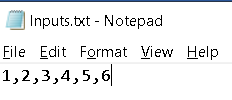 Inputs.txt - Notepad
File Edit Format View Help
1,2,3,4,5,6